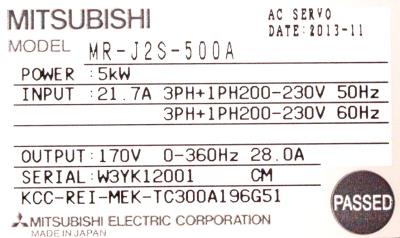 MITSUBISHI
AC SERVO
DATE:2013-11
MODEL MR-J2S-500A
POWER :5kW
INPUT :21.7A 3PH+1PH200-230V 50Hz
3PH+1PH200-230V 60Hz
OUTPUT:170V 0-360Hz 28.0A
SERIAL:W3YK12001 CM
KCC-REI-MEK-TC300A196G51
PASSED
MITSUBISHI ELECTRIC CORPORATION
MADE IN JAPAN